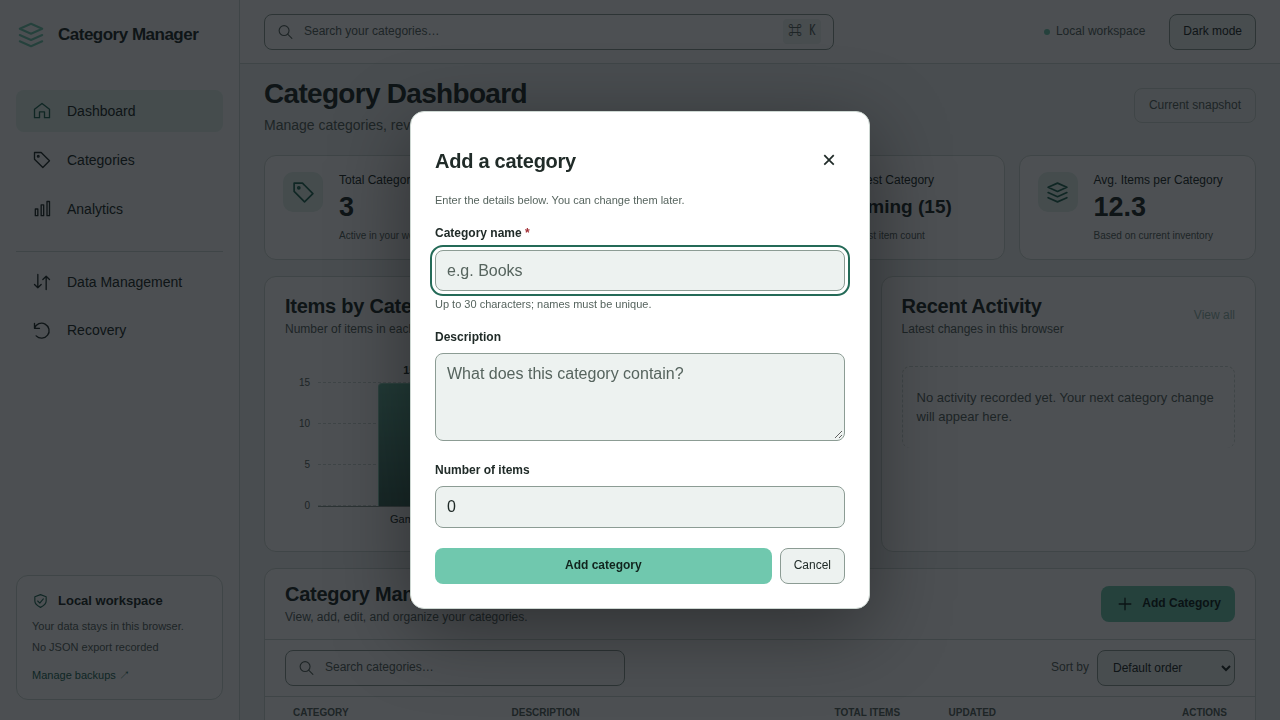 Category Manager
Search your categories…
⌘ K
Local workspace
Dark mode
Dashboard
Categories
Analytics
Data Management
Recovery
Category Dashboard
Manage categories, rev
Current snapshot
Total Categor
3
Active in your w
est Category
ming (15)
st item count
Avg. Items per Category
12.3
Based on current inventory
Items by Cate
Number of items in eac
15
10
5
0
1
Gam
Recent Activity
Latest changes in this browser
View all
No activity recorded yet. Your next category change
will appear here.
Add a category
×
Enter the details below. You can change them later.
Category name *
e.g. Books
Up to 30 characters; names must be unique.
Description
What does this category contain?
Number of items
0
Add category
Cancel
Local workspace
Your data stays in this browser.
No JSON export recorded
Manage backups ↗
Category Man
View, add, edit, and organize your categories.
Add Category
Search categories…
Sort by
Default order
CATEGORY
DESCRIPTION
TOTAL ITEMS
UPDATED
ACTIONS